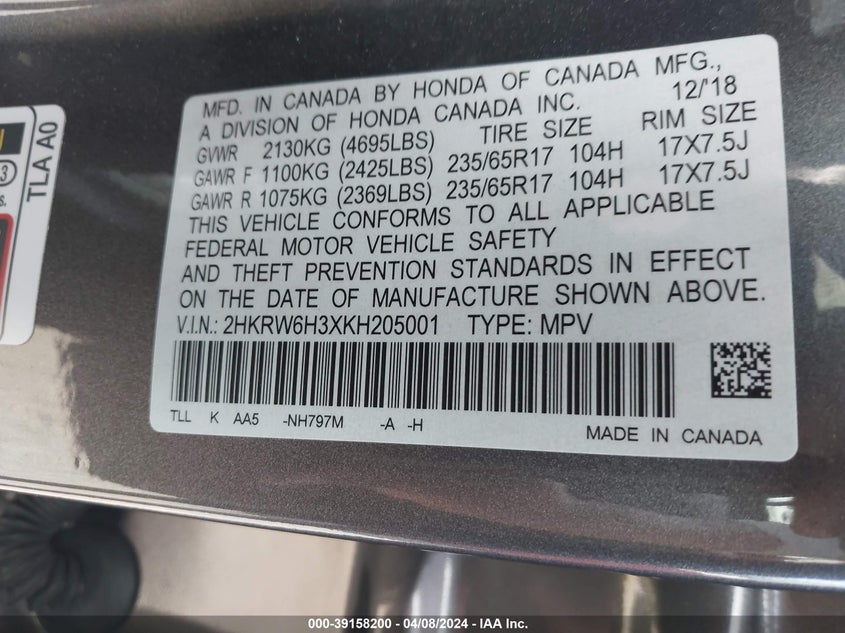 MFD. IN CANADA BY HONDA OF CANADA MFG.,
A DIVISION OF HONDA CANADA INC. 12/'18
GVWR 2130KG (4695LBS) TIRE SIZE RIM SIZE
GAWR F 1100KG (2425LBS) 235/65R17 104H 17X7.5J
GAWR R 1075KG (2369LBS) 235/65R17 104H 17X7.5J
THIS VEHICLE CONFORMS TO ALL APPLICABLE
FEDERAL MOTOR VEHICLE SAFETY
AND THEFT PREVENTION STANDARDS IN EFFECT
ON THE DATE OF MANUFACTURE SHOWN ABOVE.
V.I.N.: 2HKRW6H3XKH205001 TYPE: MPV
TLL K AA5 -NH797M -A -H
MADE IN CANADA
TLA A0
3
s.
000-39158200 - 04/08/2024 - IAA Inc.